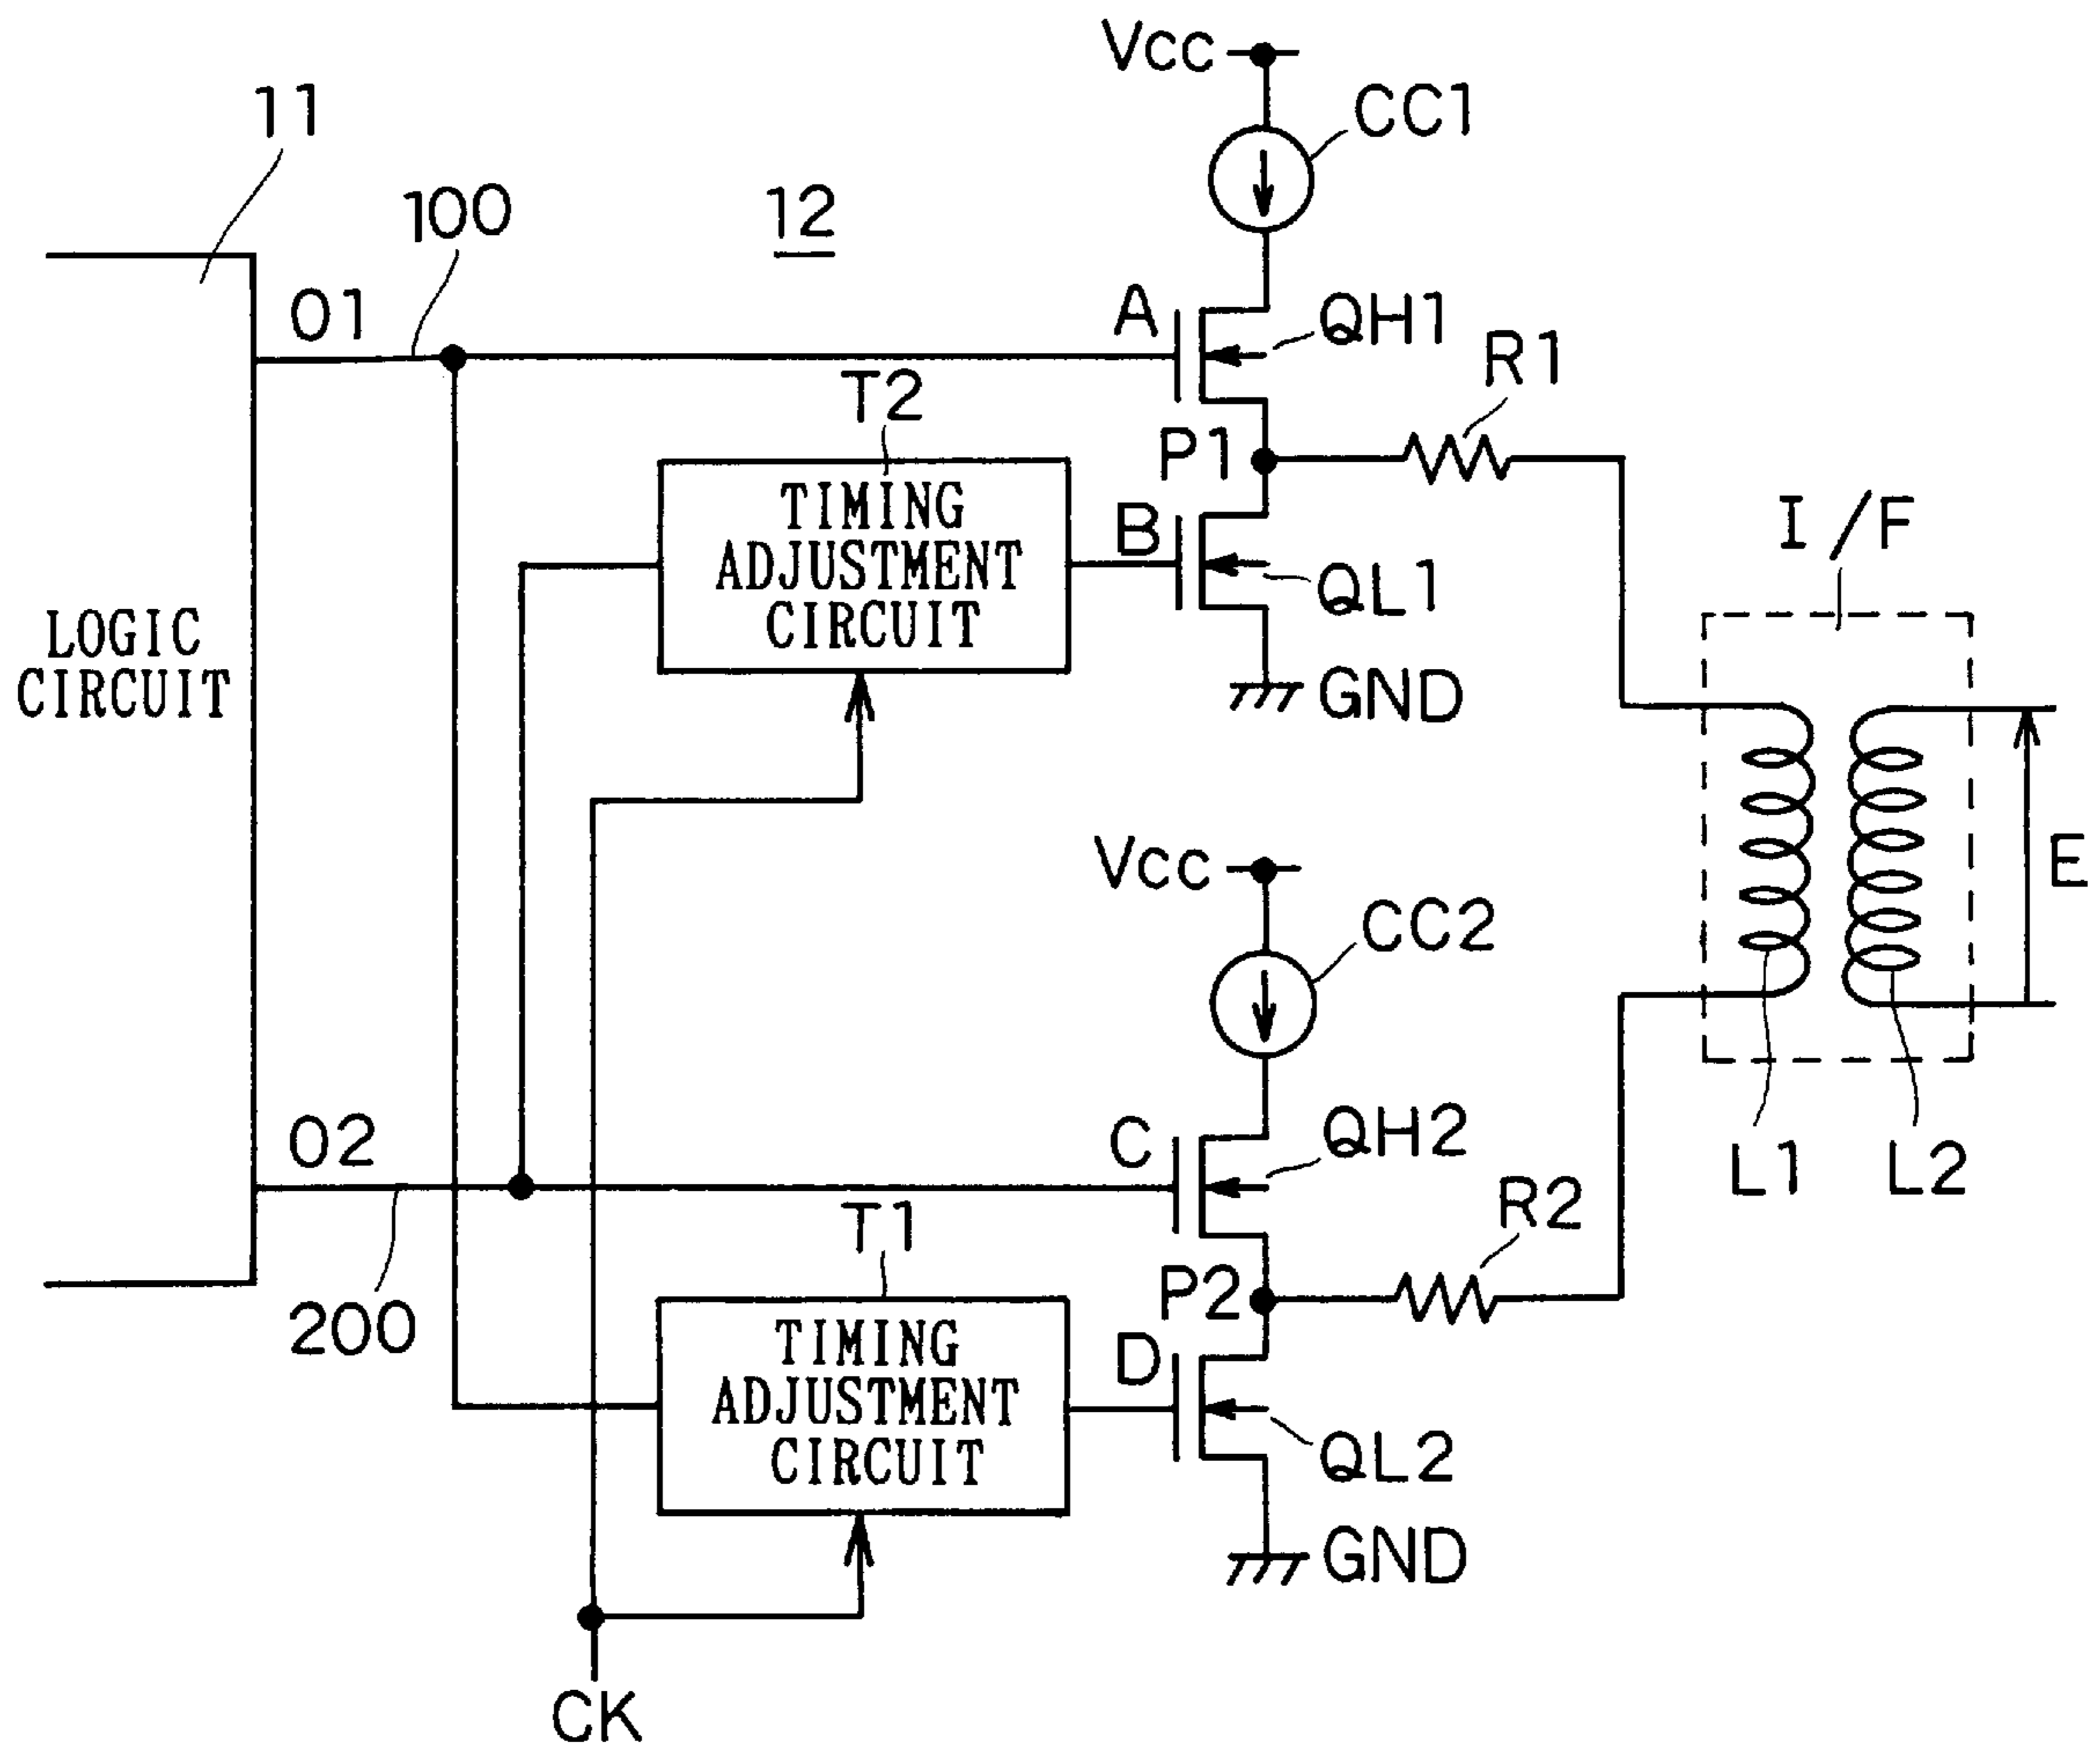 Vcc
CC1
11
100
12
O1
A
QH1
R1
T2
P1
TIMING
ADJUSTMENT
CIRCUIT
B
QL1
I/F
LOGIC
CIRCUIT
GND
Vcc
E
CC2
O2
C
QH2
L1
L2
T1
R2
200
P2
TIMING
ADJUSTMENT
CIRCUIT
D
QL2
GND
CK